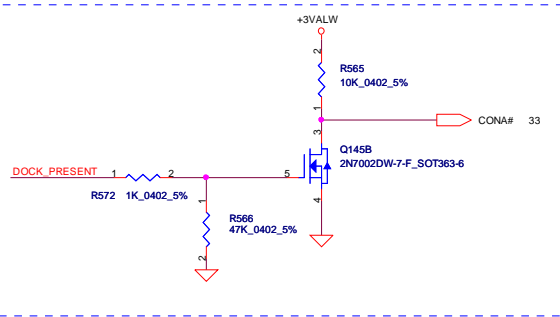 +3VALW
2
R565
10K_0402_5%
1
CONA# 33
3
Q145B
2N7002DW-7-F_SOT363-6
DOCK_PRESENT 1 2 5
R572 1K_0402_5%
4
1
R566
47K_0402_5%
2